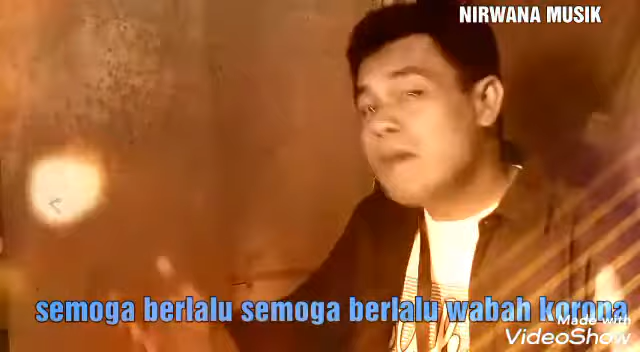 NIRWANA MUSIK
semoga berlalu semoga berlalu wabah korona
Made with
VideoShow